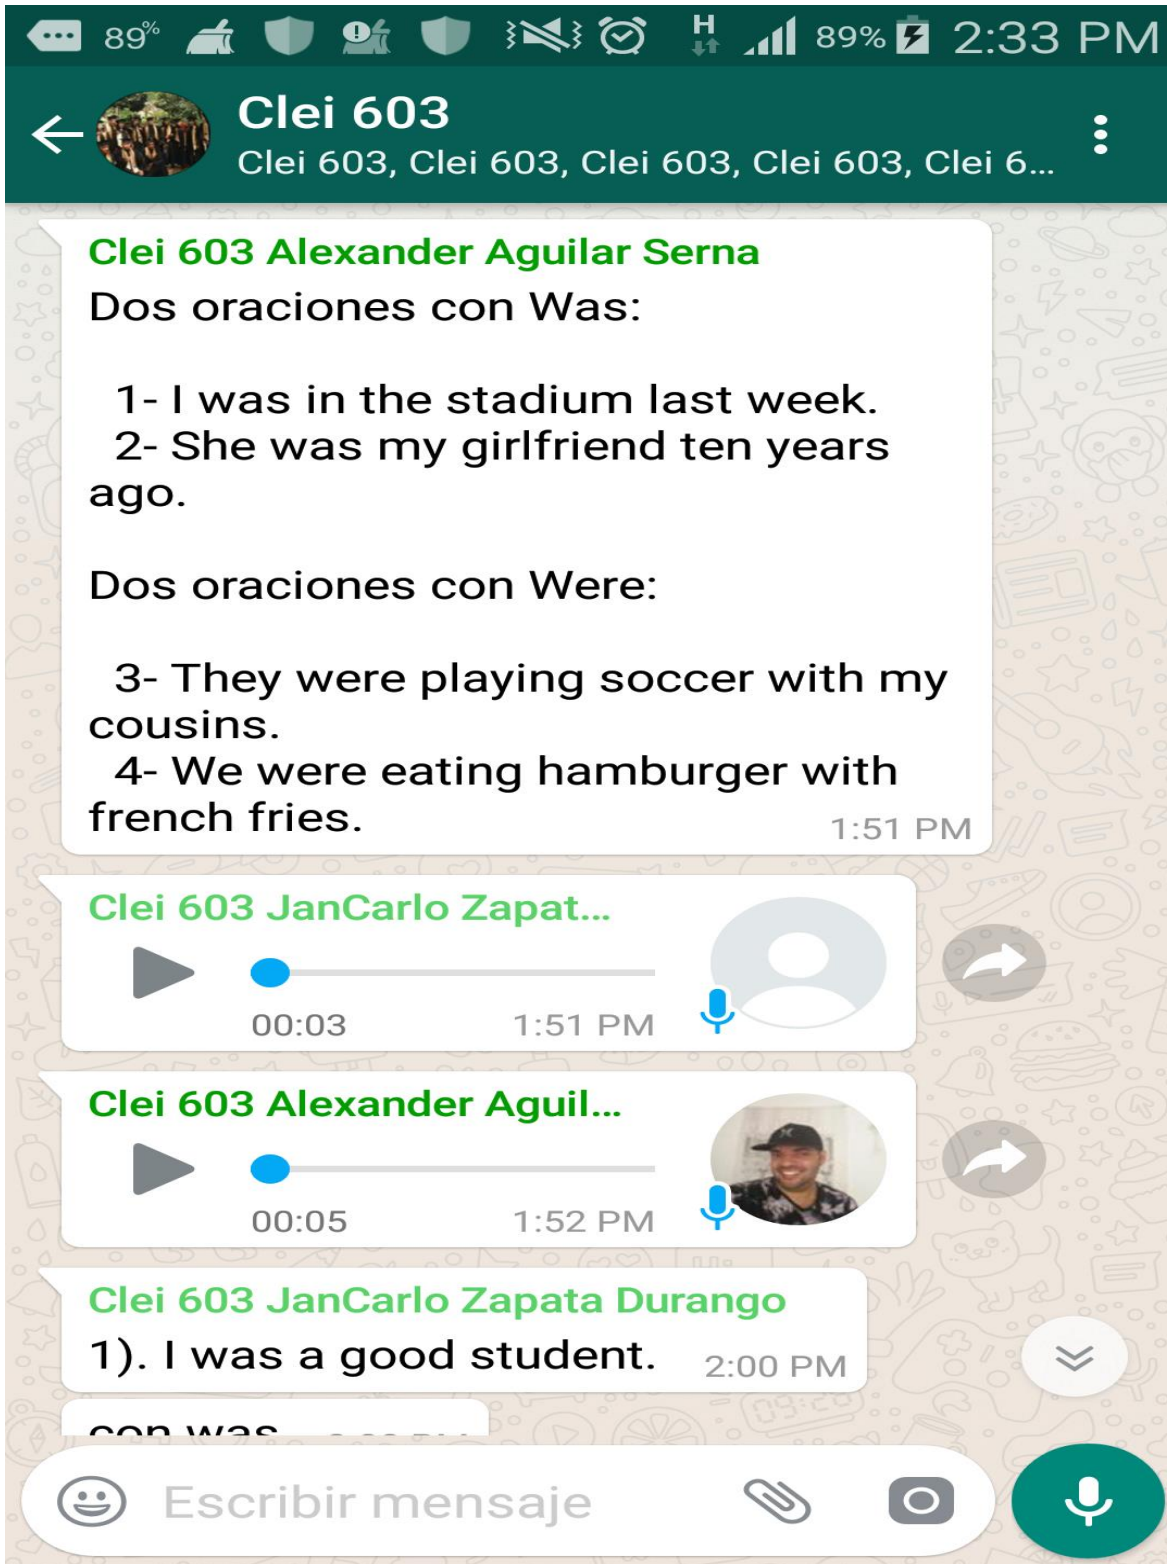 89% H 89% 2:33 PM
Clei 603
Clei 603, Clei 603, Clei 603, Clei 603, Clei 6...
Clei 603 Alexander Aguilar Serna
Dos oraciones con Was:
1- I was in the stadium last week.
2- She was my girlfriend ten years
ago.
Dos oraciones con Were:
3- They were playing soccer with my
cousins.
4- We were eating hamburger with
french fries.
1:51 PM
Clei 603 JanCarlo Zapat...
00:03 1:51 PM
Clei 603 Alexander Aguil...
00:05 1:52 PM
Clei 603 JanCarlo Zapata Durango
1). I was a good student. 2:00 PM
con was
Escribir mensaje